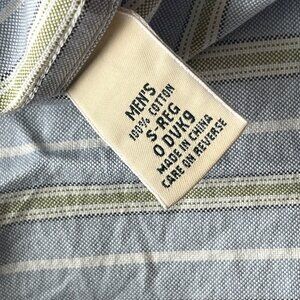 MEN'S
100% COTTON
S-REG
0 DVK9
MADE IN CHINA
CARE ON REVERSE